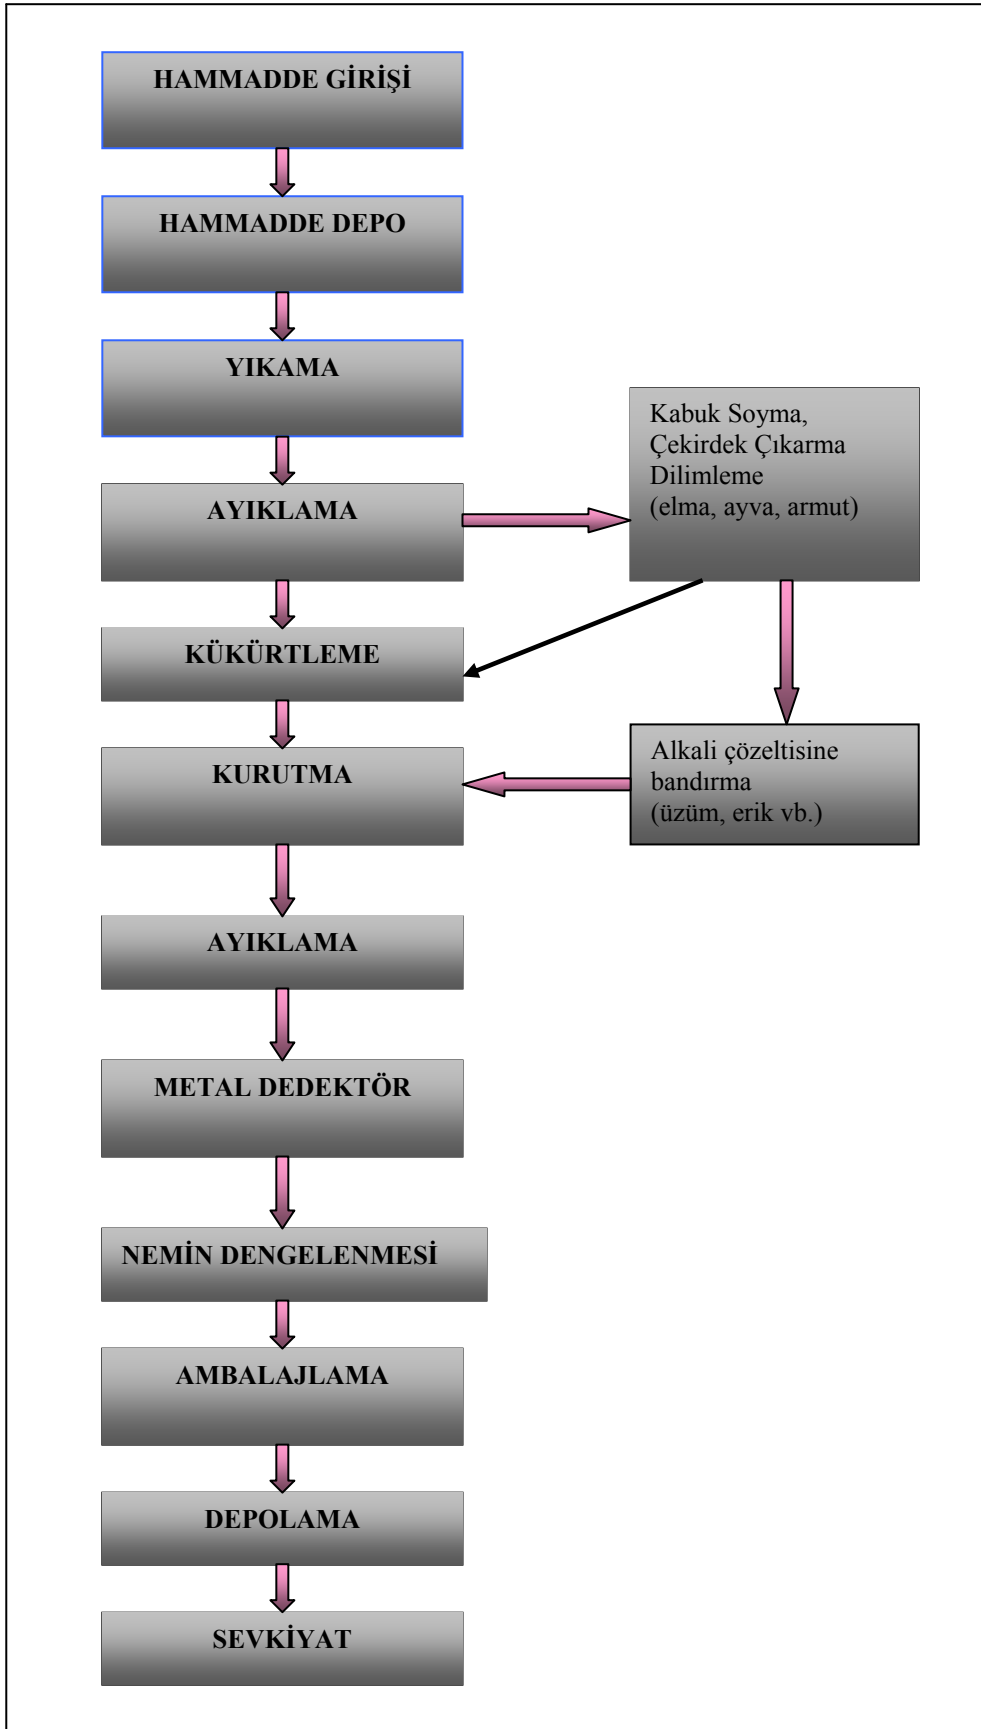 HAMMADDE GİRİŞİ
HAMMADDE DEPO
YIKAMA
AYIKLAMA
Kabuk Soyma,
Çekirdek Çıkarma
Dilimleme
(elma, ayva, armut)
KÜKÜRTLEME
KURUTMA
Alkali çözeltisine
bandırma
(üzüm, erik vb.)
AYIKLAMA
METAL DEDEKTÖR
NEMİN DENGELENMESİ
AMBALAJLAMA
DEPOLAMA
SEVKİYAT